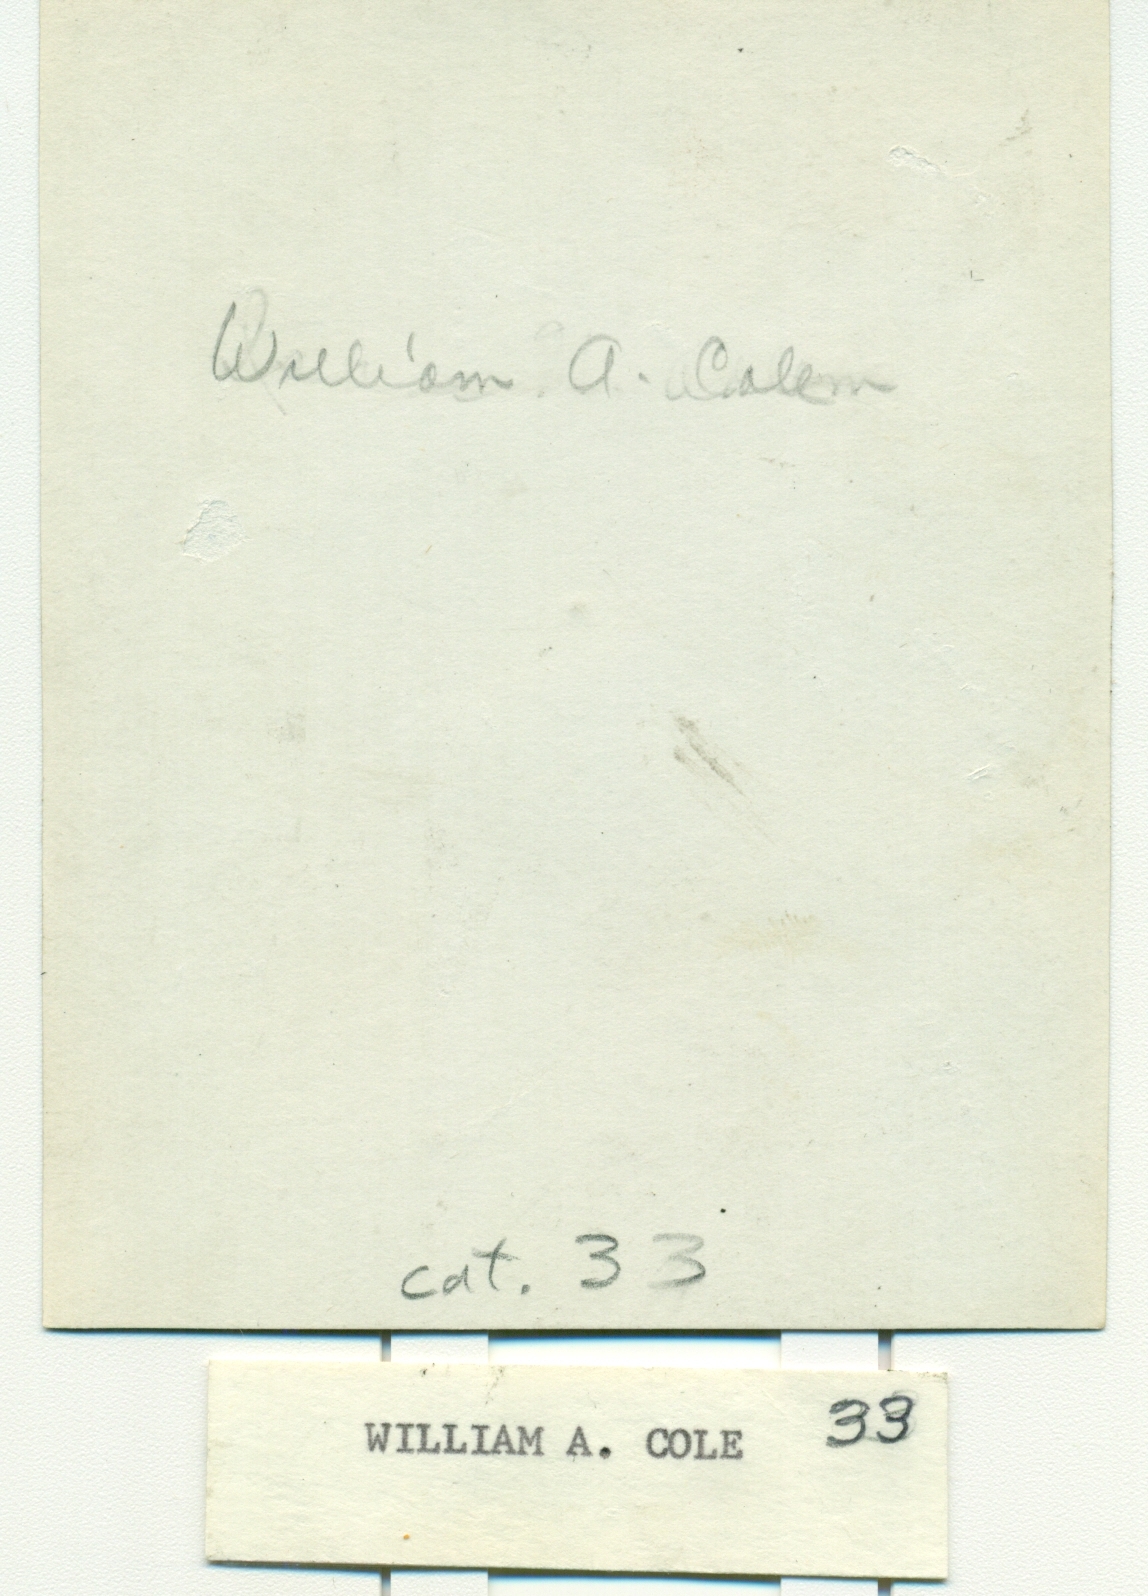 William A. Colem
cat. 33
WILLIAM A. COLE 33